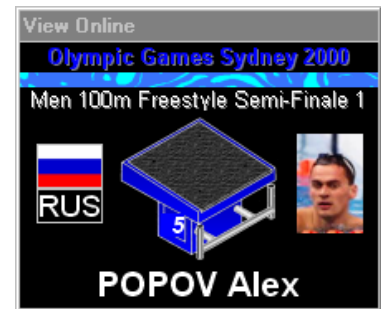 View Online
Olympic Games Sydney 2000
Men 100m Freestyle Semi-Finale 1
RUS
5
POPOV Alex